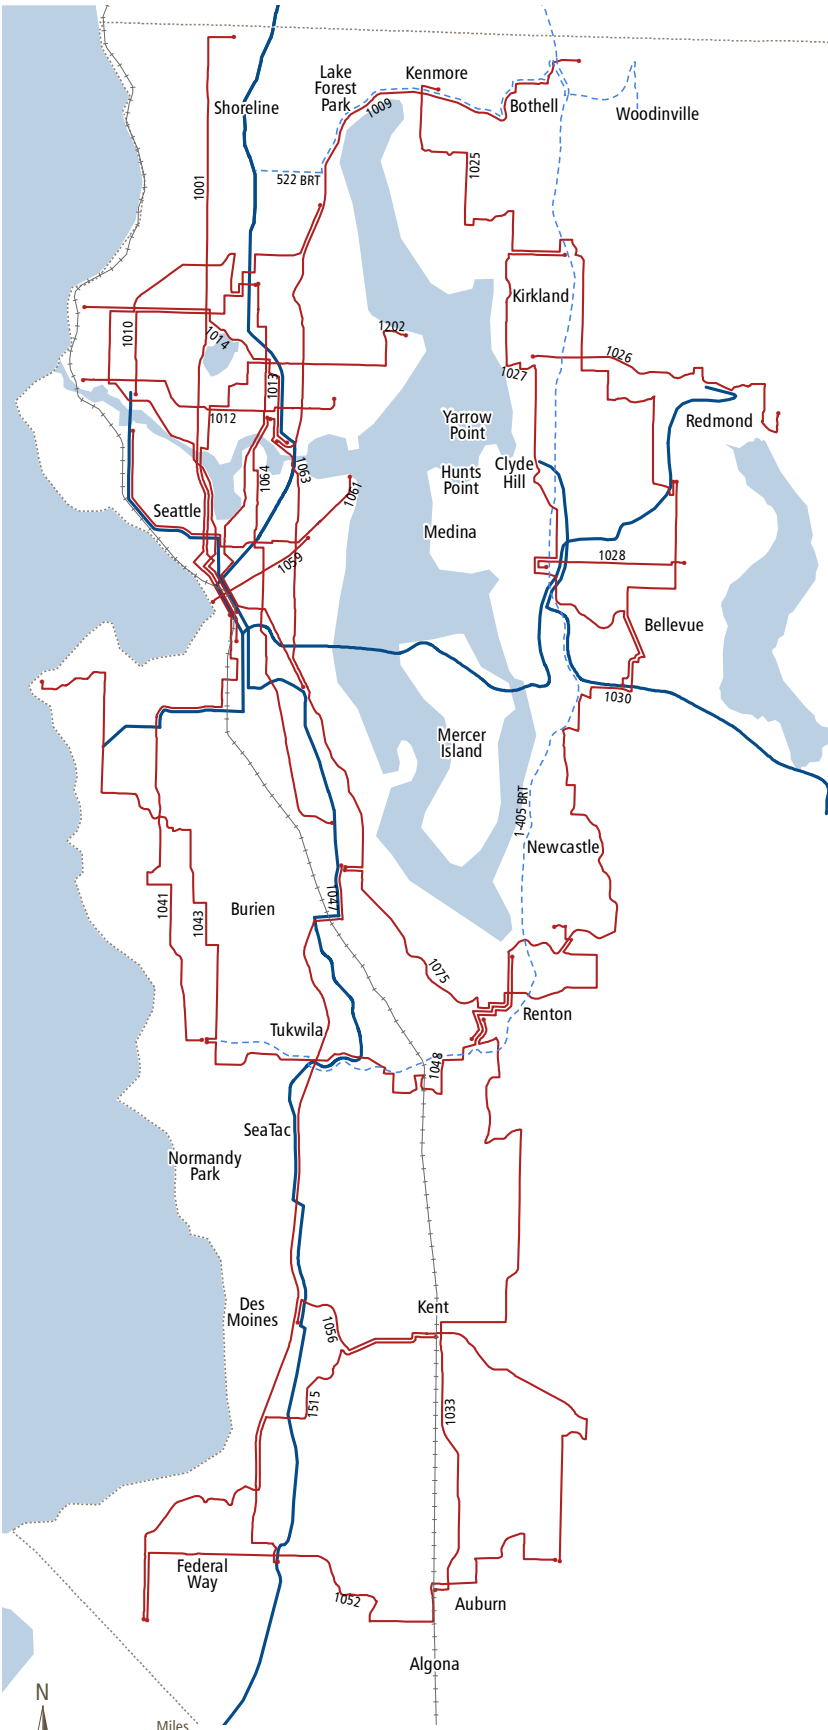 Lake
Forest
Park
Kenmore
Shoreline
1009
Bothell
Woodinville
522 BRT
1001
1025
Kirkland
1010
1014
1202
1026
1027
1013
1012
Redmond
Yarrow
Point
Clyde
Hill
Hunts
Point
1064
1063
1061
Seattle
Medina
1059
1028
Bellevue
1030
Mercer
Island
I-405 BRT
Newcastle
1041
1043
Burien
1047
1075
Renton
Tukwila
1048
SeaTac
Normandy
Park
Des
Moines
Kent
1056
1515
1033
Federal
Way
1052
Auburn
Algona
N
Miles